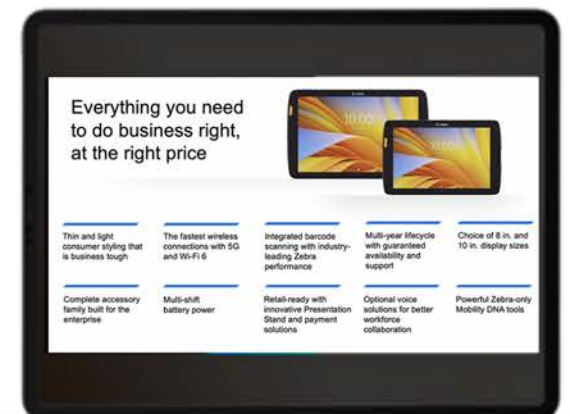 Everything you need
to do business right,
at the right price
10:00
10:00
Thin and light
consumer styling that
is business tough
The fastest wireless
connections with 5G
and Wi-Fi 6
Integrated barcode
scanning with industry-
leading Zebra
performance
Multi-year lifecycle
with guaranteed
availability and
support
Choice of 8 in. and
10 in. display sizes
Complete accessory
family built for the
enterprise
Multi-shift
battery power
Retail-ready with
innovative Presentation
Stand and payment
solutions
Optional voice
solutions for better
workforce
collaboration
Powerful Zebra-only
Mobility DNA tools